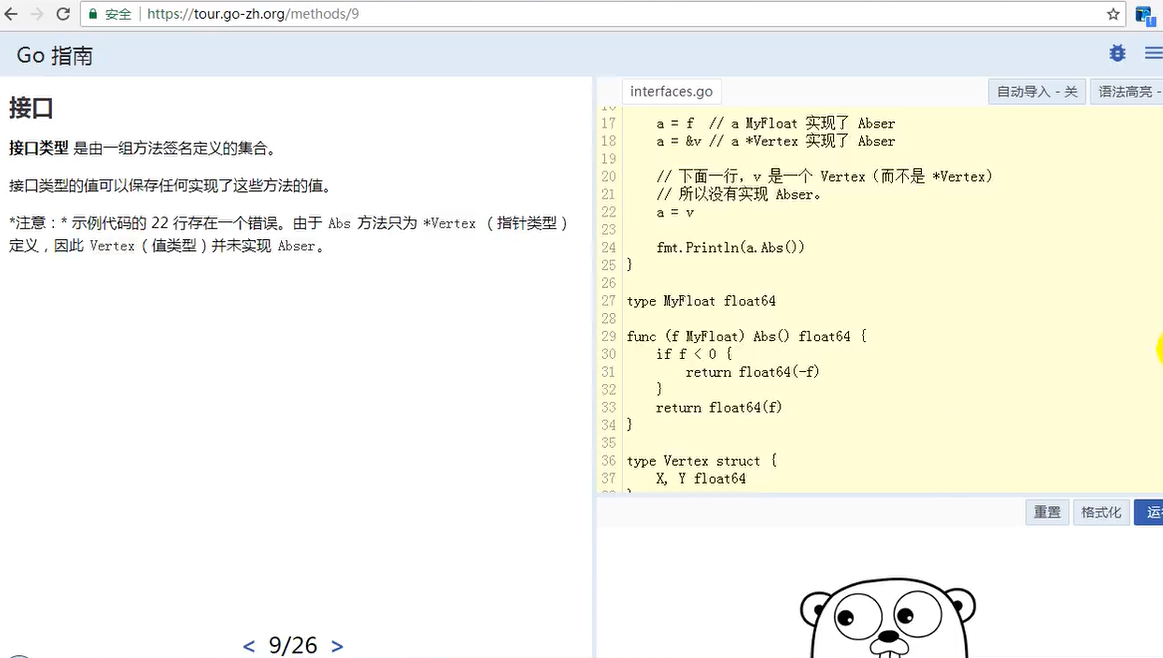 安全 https://tour.go-zh.org/methods/9
Go 指南
接口
接口类型 是由一组方法签名定义的集合。
接口类型的值可以保存任何实现了这些方法的值。
*注意：* 示例代码的 22 行存在一个错误。由于 Abs 方法只为 *Vertex （指针类型）
定义，因此 Vertex（值类型）并未实现 Abser。
< 9/26 >
interfaces.go
自动导入 - 关
语法高亮 -
17 a = f // a MyFloat 实现了 Abser
18 a = &v // a *Vertex 实现了 Abser
19
20 // 下面一行，v 是一个 Vertex（而不是 *Vertex）
21 // 所以没有实现 Abser。
22 a = v
23
24 fmt.Println(a.Abs())
25 }
26
27 type MyFloat float64
28
29 func (f MyFloat) Abs() float64 {
30 if f < 0 {
31 return float64(-f)
32 }
33 return float64(f)
34 }
35
36 type Vertex struct {
37 X, Y float64
重置
格式化